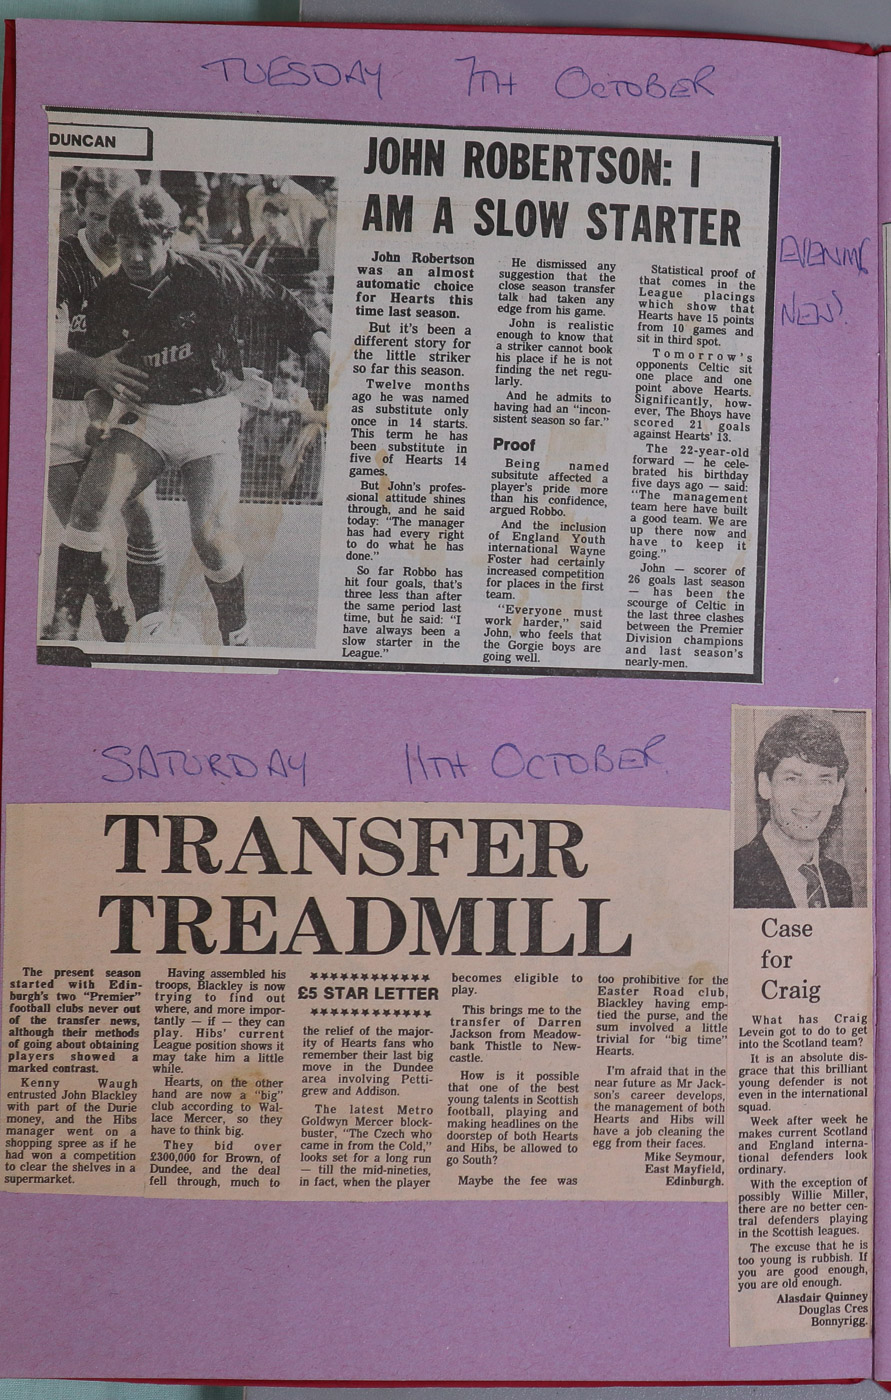 TUESDAY 7TH OCTOBER
DUNCAN
JOHN ROBERTSON: I
AM A SLOW STARTER
mita
John Robertson
was an almost
automatic choice
for Hearts this
time last season.
But it's been a
different story for
the little striker
so far this season.
Twelve months
ago he was named
as substitute only
once in 14 starts.
This term he has
been substitute in
five of Hearts 14
games.
But John's profes-
sional attitude shines
through, and he said
today: "The manager
has had every right
to do what he has
done."
So far Robbo has
hit four goals, that's
three less than after
the same period last
time, but he said: "I
have always been a
slow starter in the
League."
He dismissed any
suggestion that the
close season transfer
talk had taken any
edge from his game.
John is realistic
enough to know that
a striker cannot book
his place if he is not
finding the net regu-
larly.
And he admits to
having had an "incon-
sistent season so far."
Proof
Being named
subsitute affected a
player's pride more
than his confidence,
argued Robbo.
And the inclusion
of England Youth
international Wayne
Foster had certainly
increased competition
for places in the first
team.
"Everyone must
work harder," said
John, who feels that
the Gorgie boys are
going well.
Statistical proof of
that comes in the
League placings
which show that
Hearts have 15 points
from 10 games and
sit in third spot.
Tomorrow's
opponents Celtic sit
one place and one
point above Hearts.
Significantly, how-
ever, The Bhoys have
scored 21 goals
against Hearts' 13.
The 22-year-old
forward — he cele-
brated his birthday
five days ago — said:
"The management
team here have built
a good team. We are
up there now and
have to keep it
going."
John — scorer of
26 goals last season
— has been the
scourge of Celtic in
the last three clashes
between the Premier
Division champions
and last season's
nearly-men.
EVENING
NEWS
SATURDAY 11TH OCTOBER
TRANSFER
TREADMILL
The present season
started with Edin-
burgh's two "Premier"
football clubs never out
of the transfer news,
although their methods
of going about obtaining
players showed a
marked contrast.
Kenny Waugh
entrusted John Blackley
with part of the Durie
money, and the Hibs
manager went on a
shopping spree as if he
had won a competition
to clear the shelves in a
supermarket.
Having assembled his
troops, Blackley is now
trying to find out
where, and more impor-
tantly — if — they can
play. Hibs' current
League position shows it
may take him a little
while.
Hearts, on the other
hand are now a "big"
club according to Wal-
lace Mercer, so they
have to think big.
They bid over
£300,000 for Brown, of
Dundee, and the deal
fell through, much to
£5 STAR LETTER
the relief of the major-
ity of Hearts fans who
remember their last big
move in the Dundee
area involving Petti-
grew and Addison.
The latest Metro
Goldwyn Mercer block-
buster, "The Czech who
came in from the Cold,"
looks set for a long run
— till the mid-nineties,
in fact, when the player
becomes eligible to
play.
This brings me to the
transfer of Darren
Jackson from Meadow-
bank Thistle to New-
castle.
How is it possible
that one of the best
young talents in Scottish
football, playing and
making headlines on the
doorstep of both Hearts
and Hibs, be allowed to
go South?
Maybe the fee was
too prohibitive for the
Easter Road club,
Blackley having emp-
tied the purse, and the
sum involved a little
trivial for "big time"
Hearts.
I'm afraid that in the
near future as Mr Jack-
son's career develops,
the management of both
Hearts and Hibs will
have a job cleaning the
egg from their faces.
Mike Seymour,
East Mayfield,
Edinburgh.
Case
for
Craig
What has Craig
Levein got to do to get
into the Scotland team?
It is an absolute dis-
grace that this brilliant
young defender is not
even in the international
squad.
Week after week he
makes current Scotland
and England interna-
tional defenders look
ordinary.
With the exception of
possibly Willie Miller,
there are no better cen-
tral defenders playing
in the Scottish leagues.
The excuse that he is
too young is rubbish. If
you are good enough,
you are old enough.
Alasdair Quinney
Douglas Cres
Bonnyrigg.